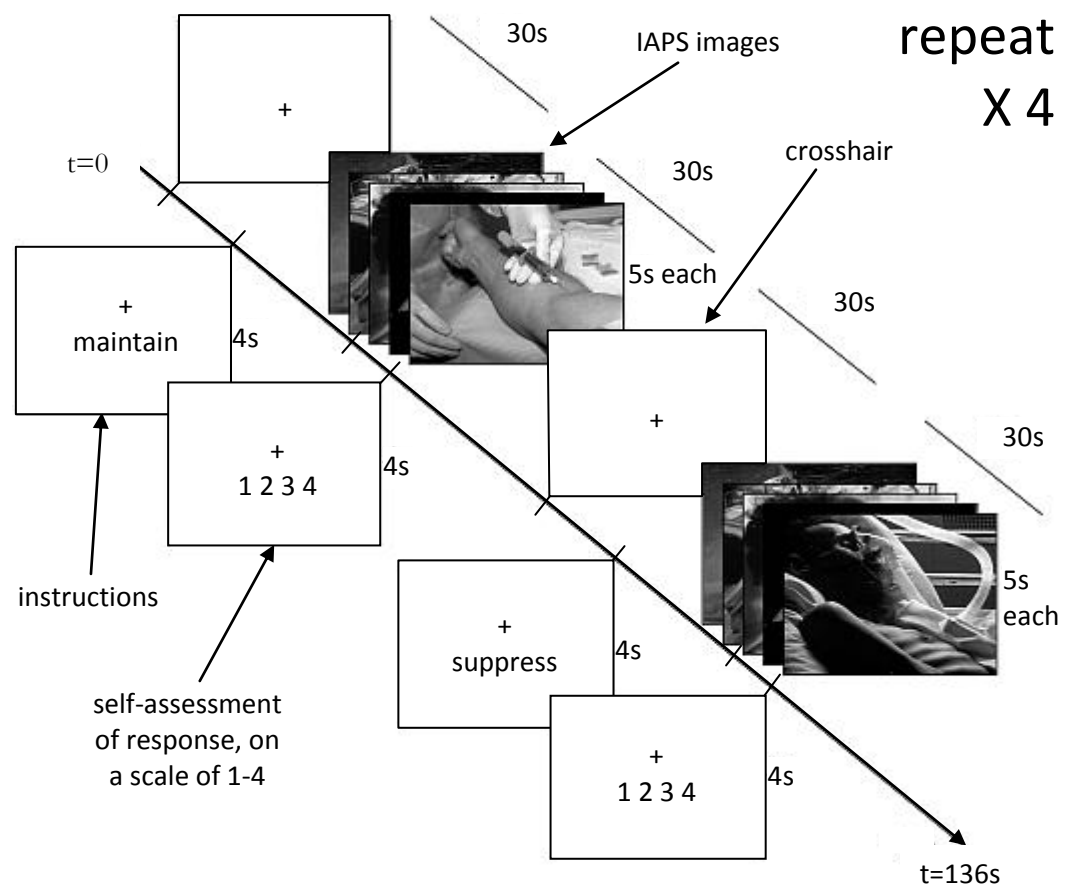 30s
repeat
X 4
IAPS images
+
crosshair
t=0
30s
5s each
+
maintain
4s
30s
+
1 2 3 4
4s
+
30s
instructions
5s
each
+
suppress
4s
self-assessment
of response, on
a scale of 1-4
+
1 2 3 4
4s
t=136s